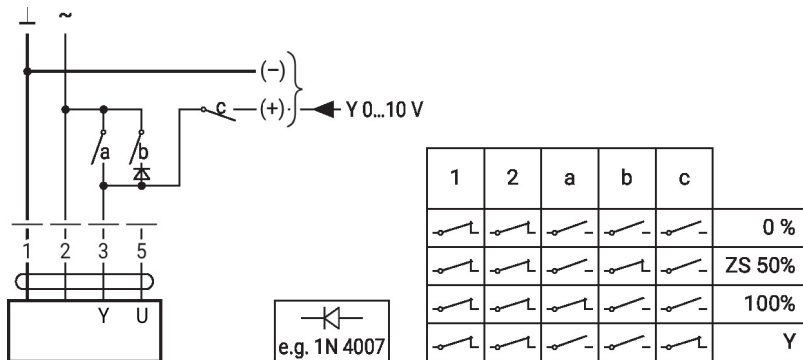 ⊥ ~
(–)
c (+) Y 0...10 V
a b
1 2 3 5
Y U
e.g. 1N 4007
1 2 a b c
0 %
ZS 50%
100%
Y